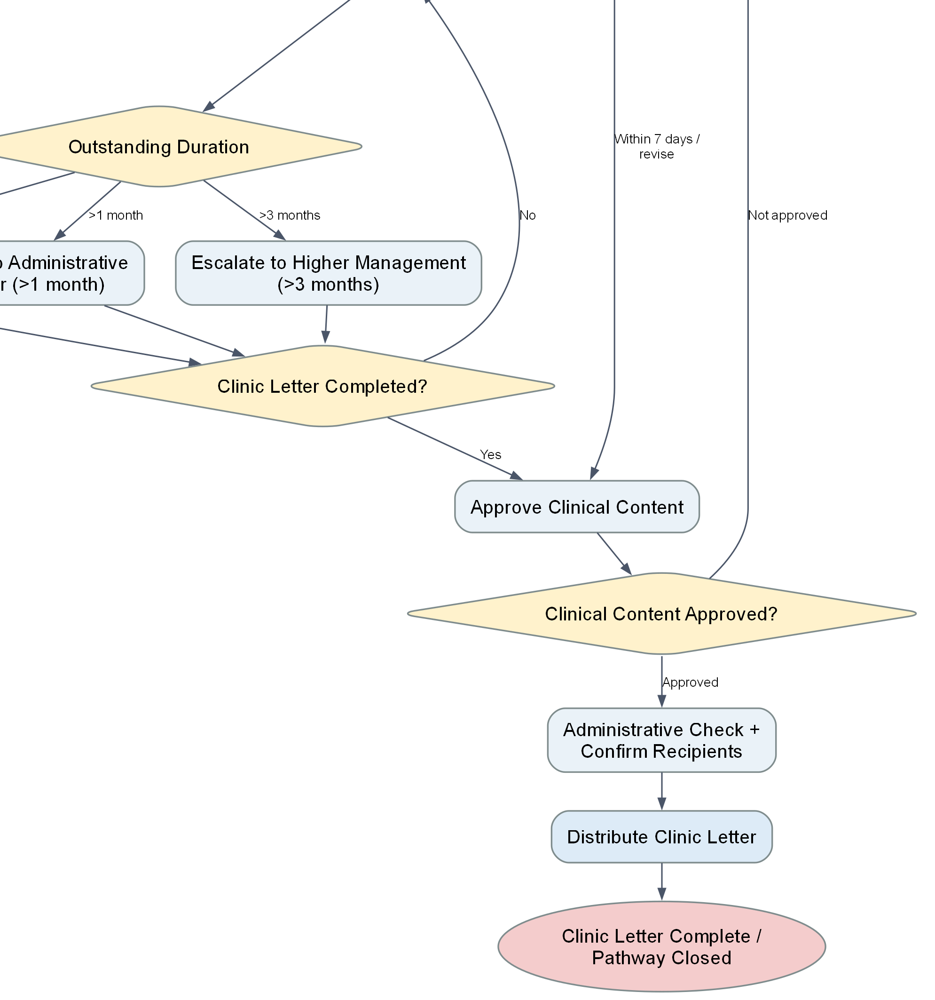 Within 7 days /
revise
Outstanding Duration
>1 month
>3 months
No
Not approved
Administrative
(>1 month)
Escalate to Higher Management
(>3 months)
Clinic Letter Completed?
Yes
Approve Clinical Content
Clinical Content Approved?
Approved
Administrative Check +
Confirm Recipients
Distribute Clinic Letter
Clinic Letter Complete /
Pathway Closed